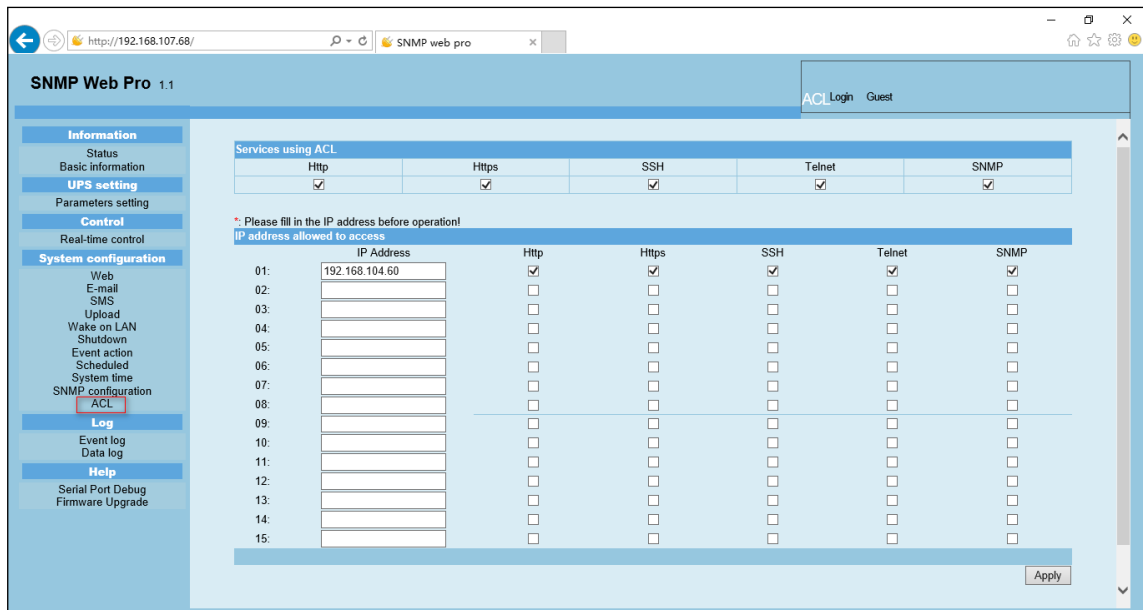 http://192.168.107.68/
SNMP web pro
SNMP Web Pro 1.1
ACL Login Guest
Information
Status
Basic information
UPS setting
Parameters setting
Control
Real-time control
System configuration
Web
E-mail
SMS
Upload
Wake on LAN
Shutdown
Event action
Scheduled
System time
SNMP configuration
ACL
Log
Event log
Data log
Help
Serial Port Debug
Firmware Upgrade
Services using ACL
Http Https SSH Telnet SNMP
*: Please fill in the IP address before operation!
IP address allowed to access
IP Address Http Https SSH Telnet SNMP
01: 192.168.104.60
02:
03:
04:
05:
06:
07:
08:
09:
10:
11:
12:
13:
14:
15:
Apply